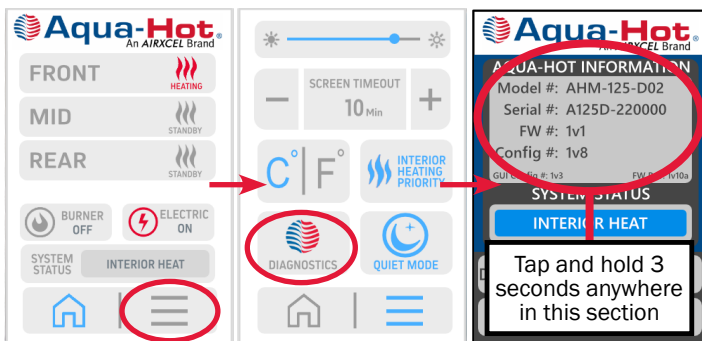 Aqua-Hot®
An AIRXCEL Brand
FRONT
HEATING
MID
STANDBY
REAR
STANDBY
BURNER
OFF
ELECTRIC
ON
SYSTEM
STATUS
INTERIOR HEAT
SCREEN TIMEOUT
10 Min
C° F°
INTERIOR
HEATING
PRIORITY
DIAGNOSTICS
QUIET MODE
Aqua-Hot®
An AIRXCEL Brand
AQUA-HOT INFORMATION
Model #: AHM-125-D02
Serial #: A125D-220000
FW #: 1v1
Config #: 1v8
GUI Config #: 1v3
SYSTEM STATUS
INTERIOR HEAT
Tap and hold 3
seconds anywhere
in this section